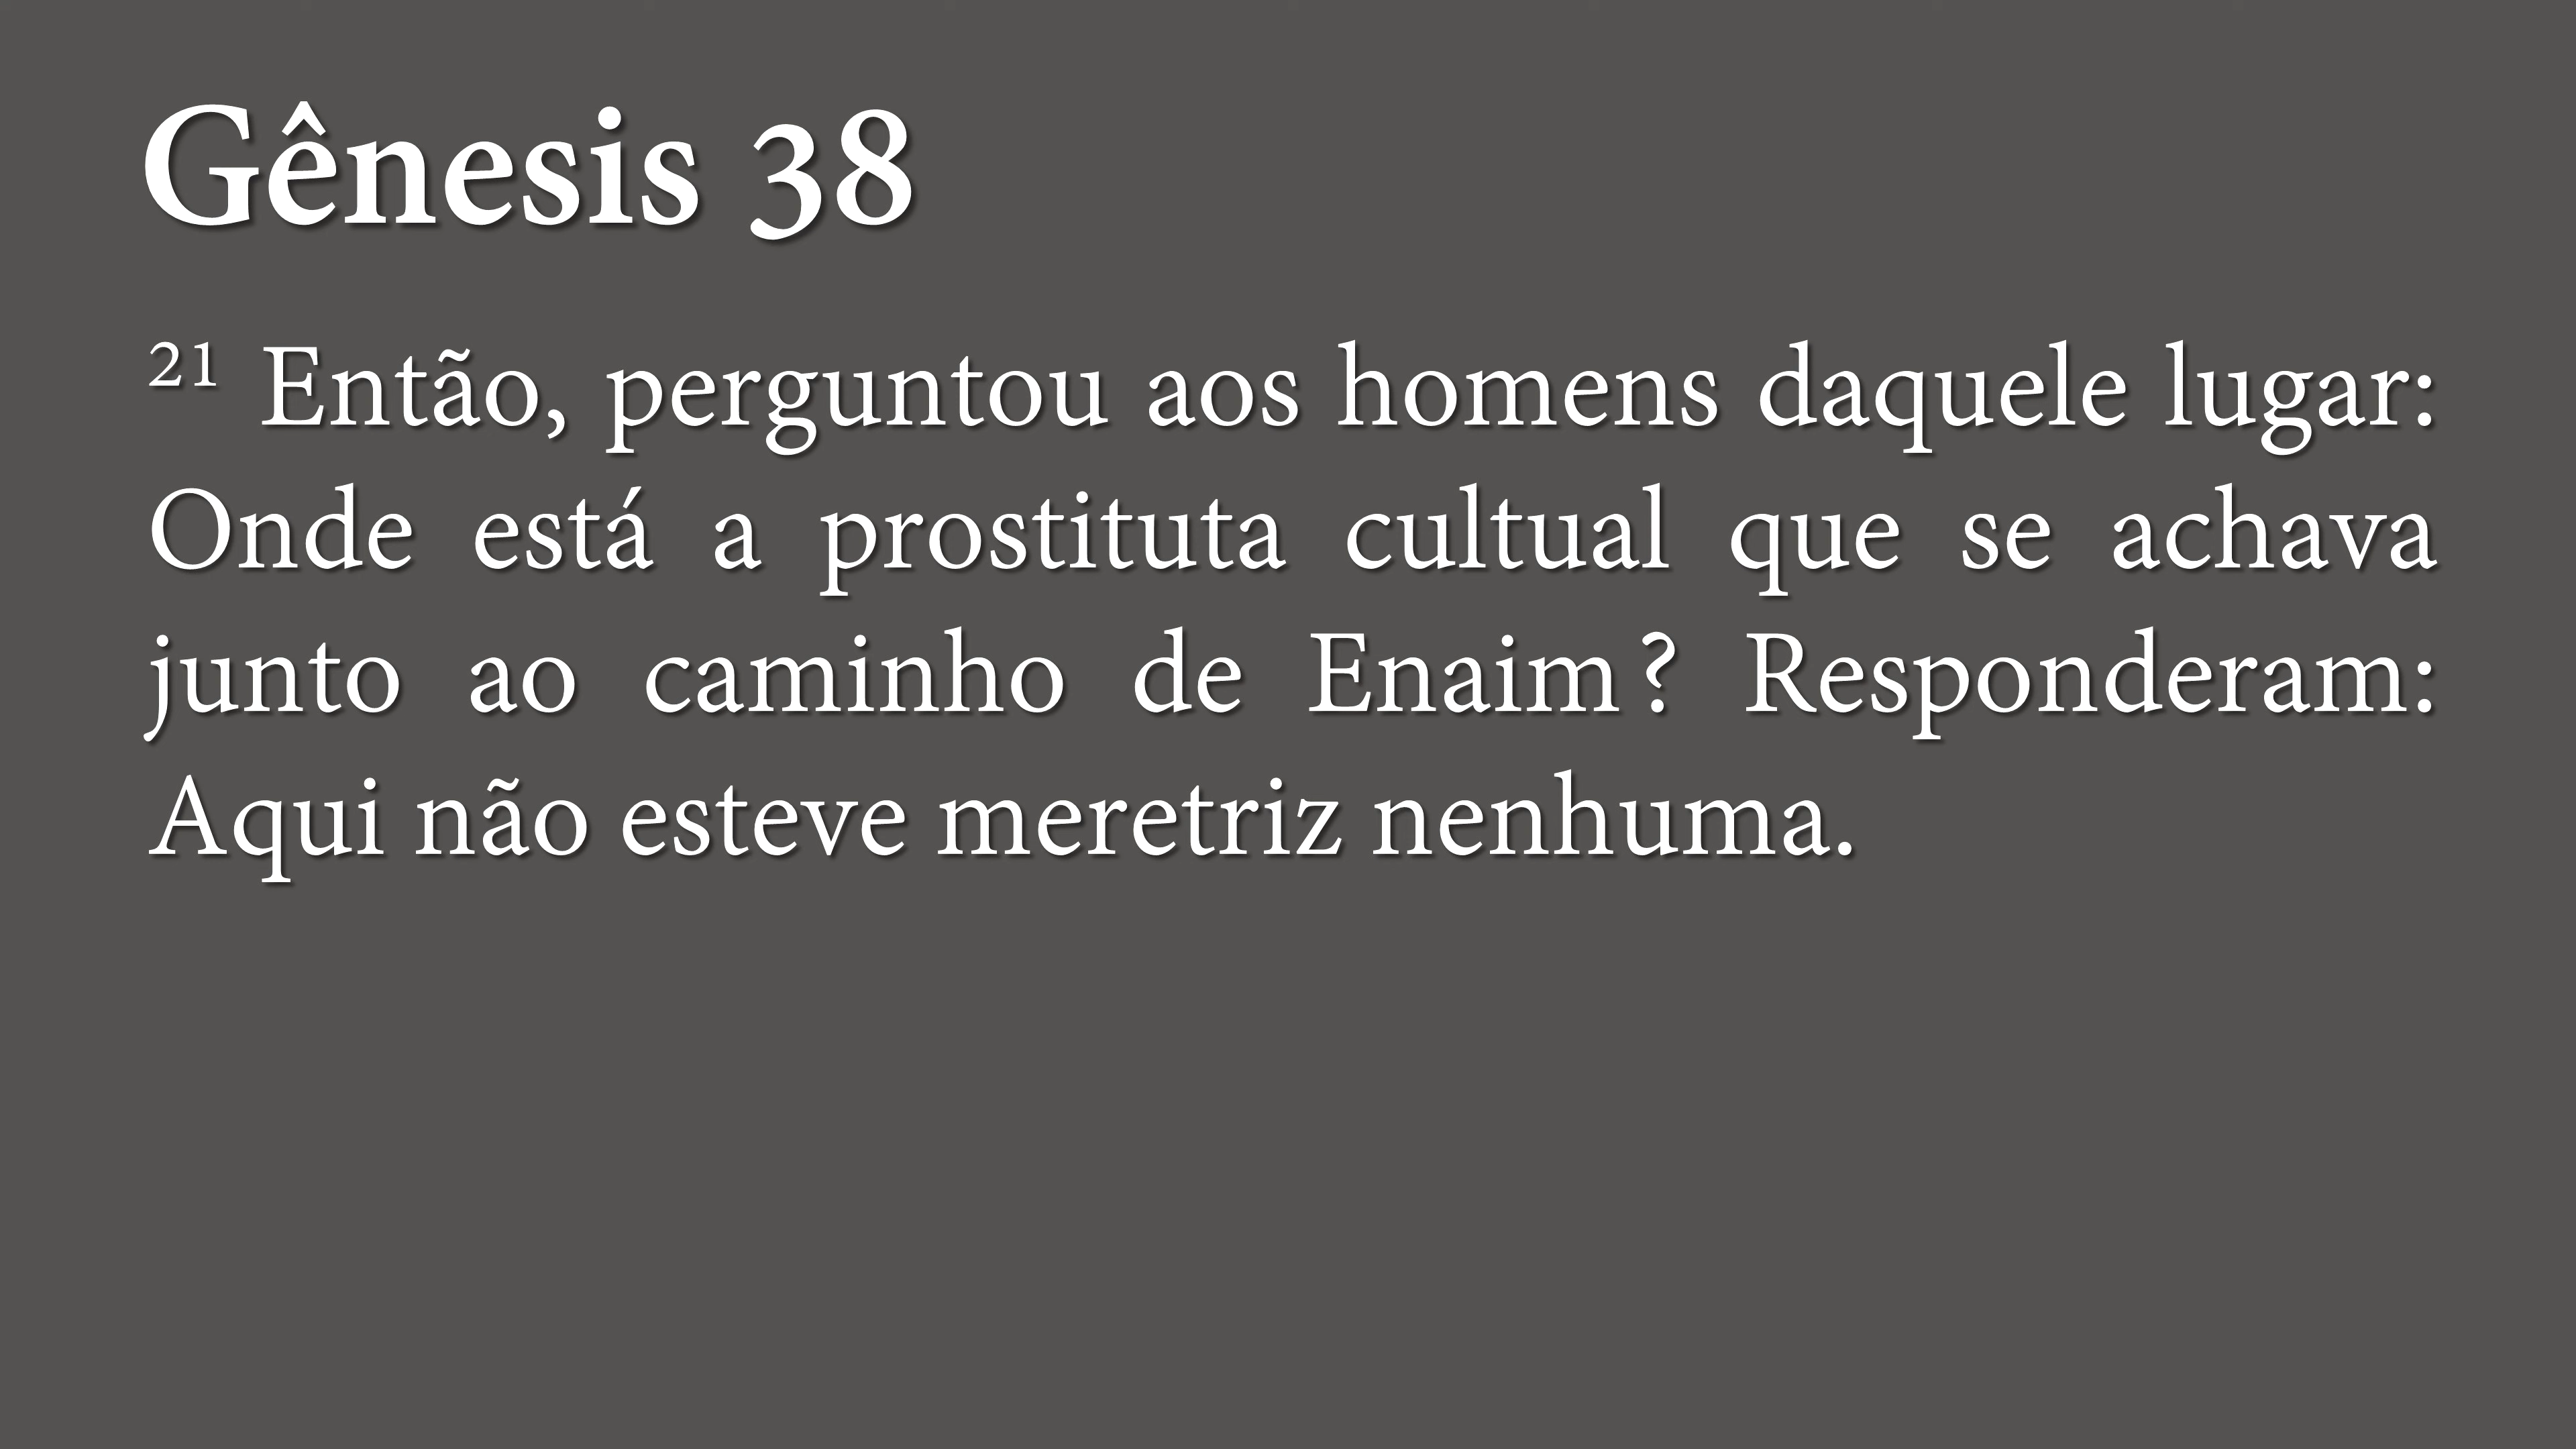 Gênesis 38
²¹ Então, perguntou aos homens daquele lugar:
Onde está a prostituta cultual que se achava
junto ao caminho de Enaim ? Responderam:
Aqui não esteve meretriz nenhuma.